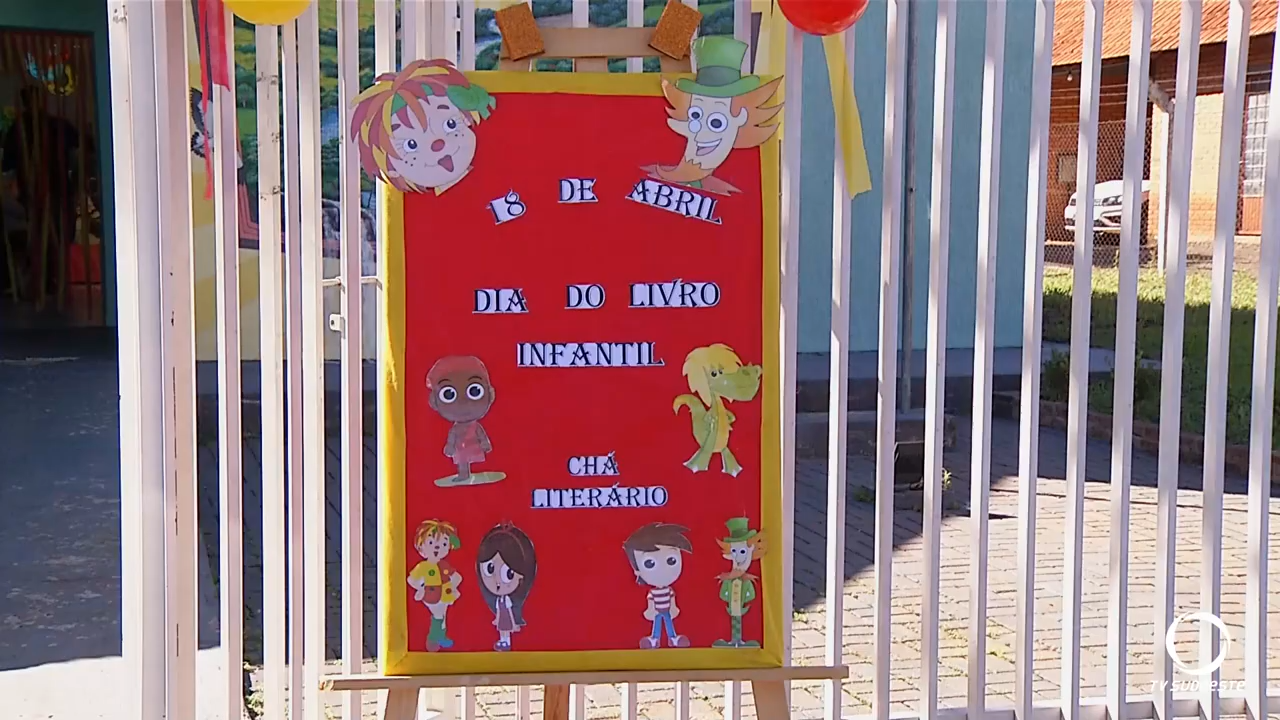 18 DE ABRIL
DIA DO LIVRO
INFANTIL
CHÁ
LITERÁRIO
TV SUDOESTE